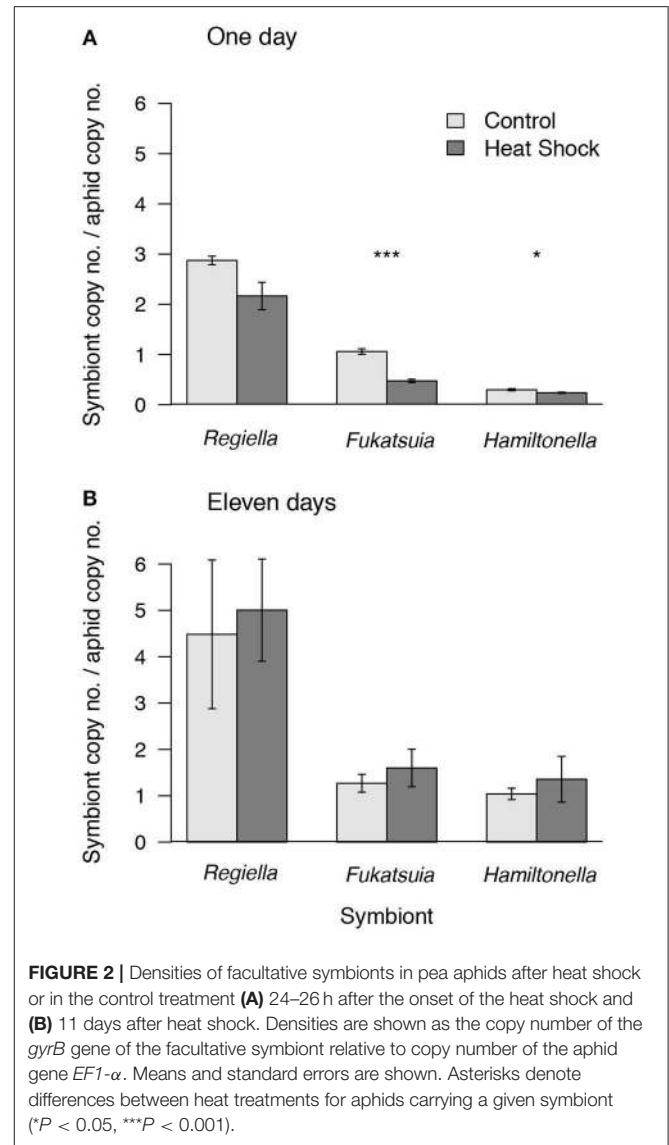 A One day
6
5
4
3
2
1
0
Symbiont copy no. / aphid copy no.
Control
Heat Shock
*** *
Regiella Fukatsuia Hamiltonella
B Eleven days
6
5
4
3
2
1
0
Symbiont copy no. / aphid copy no.
Regiella Fukatsuia Hamiltonella
Symbiont
FIGURE 2 | Densities of facultative symbionts in pea aphids after heat shock
or in the control treatment (A) 24–26 h after the onset of the heat shock and
(B) 11 days after heat shock. Densities are shown as the copy number of the
gyrB gene of the facultative symbiont relative to copy number of the aphid
gene EF1-α. Means and standard errors are shown. Asterisks denote
differences between heat treatments for aphids carrying a given symbiont
(*P < 0.05, ***P < 0.001).